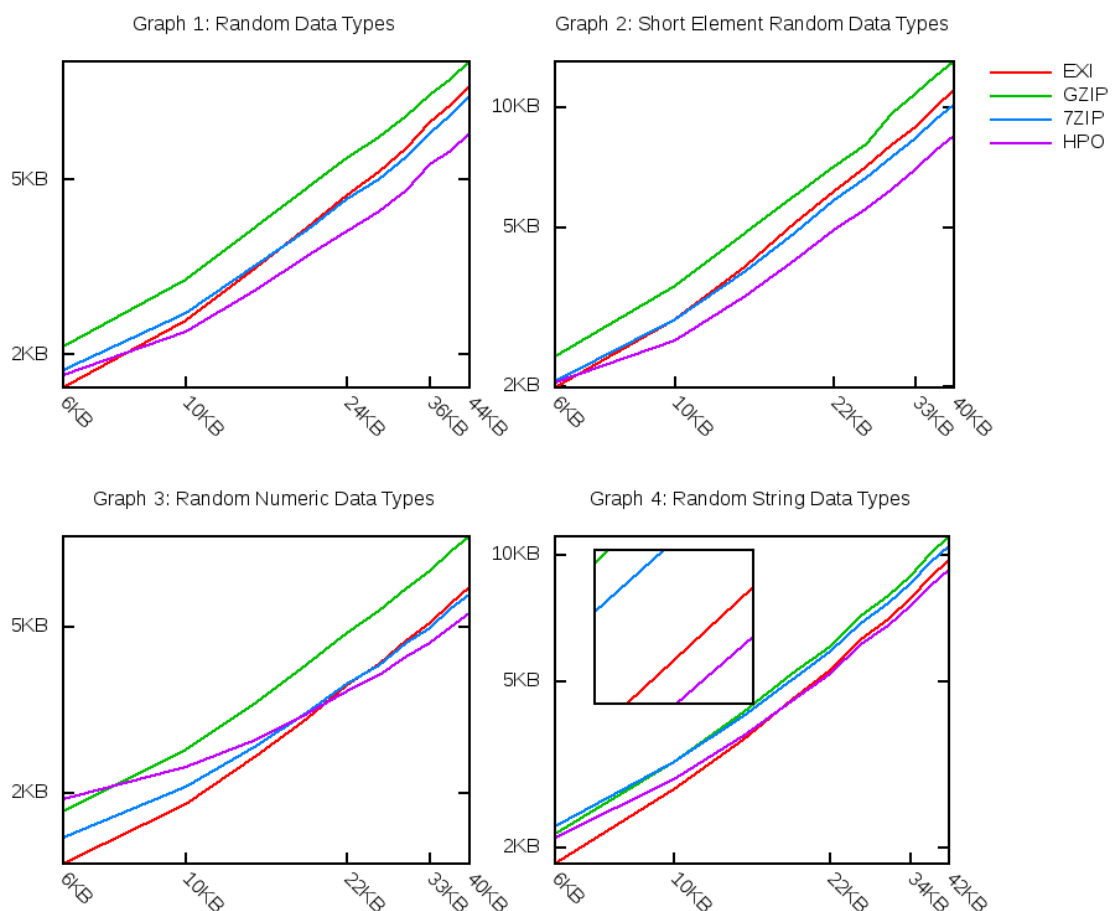 Graph 1: Random Data Types
5KB
2KB
6KB
10KB
24KB
36KB
44KB
Graph 2: Short Element Random Data Types
10KB
5KB
2KB
6KB
10KB
22KB
33KB
40KB
EXI
GZIP
7ZIP
HPO
Graph 3: Random Numeric Data Types
5KB
2KB
6KB
10KB
22KB
33KB
40KB
Graph 4: Random String Data Types
10KB
5KB
2KB
6KB
10KB
22KB
34KB
42KB